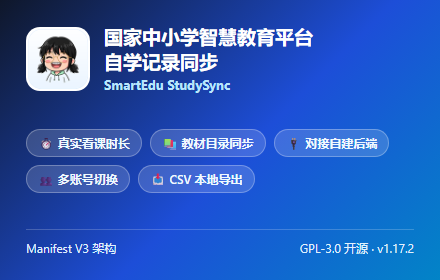 国家中小学智慧教育平台
自学记录同步
SmartEdu StudySync
真实看课时长
教材目录同步
对接自建后端
多账号切换
CSV 本地导出
Manifest V3 架构
GPL-3.0 开源 · v1.17.2